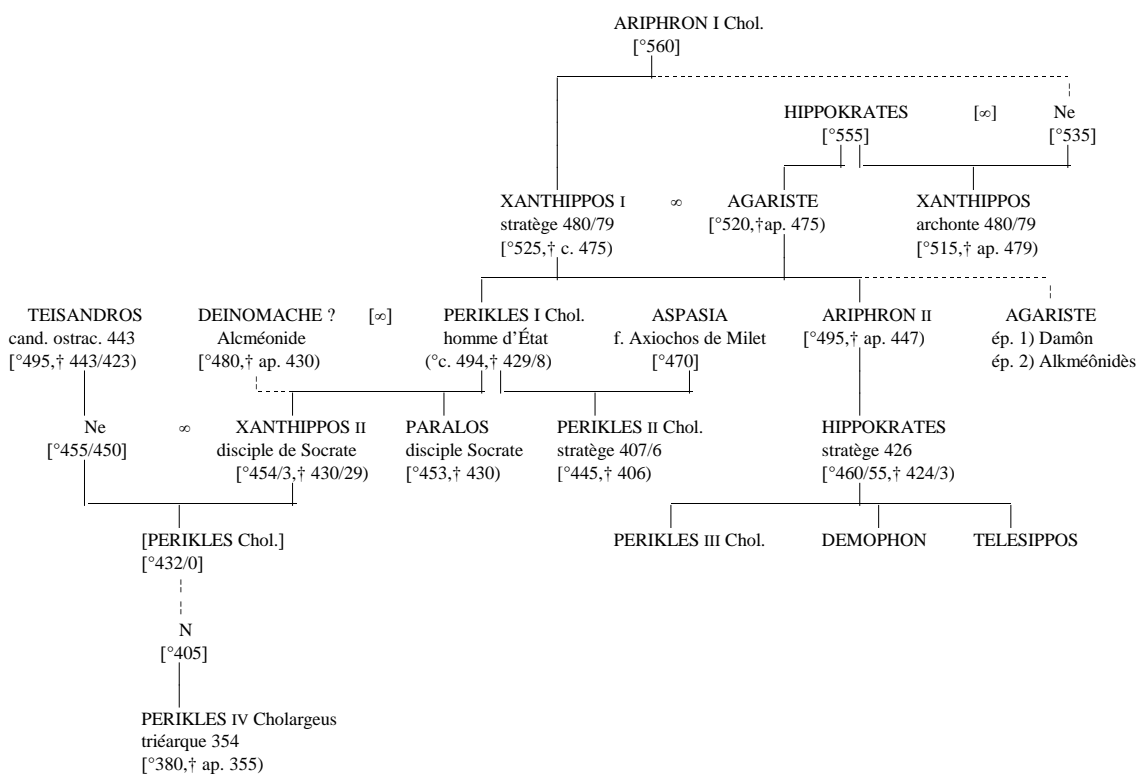 ARIPHRON I Chol.
[°560]
HIPPOKRATES [∞] Ne
[°555] [°535]
XANTHIPPOS I ∞ AGARISTE XANTHIPPOS
stratège 480/79 [°520,†ap. 475) archonte 480/79
[°525,† c. 475) [°515,† ap. 479)
TEISANDROS DEINOMACHE ? [∞] PERIKLES I Chol. ASPASIA ARIPHRON II AGARISTE
cand. ostrac. 443 Alcméonide homme d’État f. Axiochos de Milet [°495,† ap. 447) ép. 1) Damôn
[°495,† 443/423) [°480,† ap. 430) (°c. 494,† 429/8) [°470] ép. 2) Alkméônidès
Ne ∞ XANTHIPPOS II PARALOS PERIKLES II Chol. HIPPOKRATES
[°455/450] disciple de Socrate disciple Socrate stratège 407/6 stratège 426
[°454/3,† 430/29) [°453,† 430) [°445,† 406) [°460/55,† 424/3)
[PERIKLES Chol.] PERIKLES III Chol. DEMOPHON TELESIPPOS
[°432/0]
N
[°405]
PERIKLES IV Cholargeus
triéarque 354
[°380,† ap. 355)